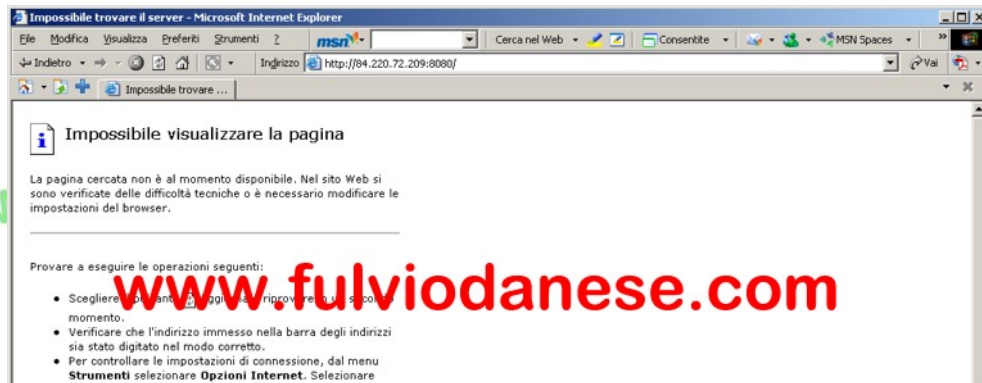 Impossibile trovare il server - Microsoft Internet Explorer
File Modifica Visualizza Preferiti Strumenti ? msn Cerca nel Web Consentite MSN Spaces »
Indietro Indirizzo http://84.220.72.209:8080/ Vai
Impossibile trovare ...
Impossibile visualizzare la pagina
La pagina cercata non è al momento disponibile. Nel sito Web si
sono verificate delle difficoltà tecniche o è necessario modificare le
impostazioni del browser.
Provare a eseguire le operazioni seguenti:
www.fulviodanese.com
• Scegliere
momento.
• Verificare che l'indirizzo immesso nella barra degli indirizzi
sia stato digitato nel modo corretto.
• Per controllare le impostazioni di connessione, dal menu
Strumenti selezionare Opzioni Internet. Selezionare